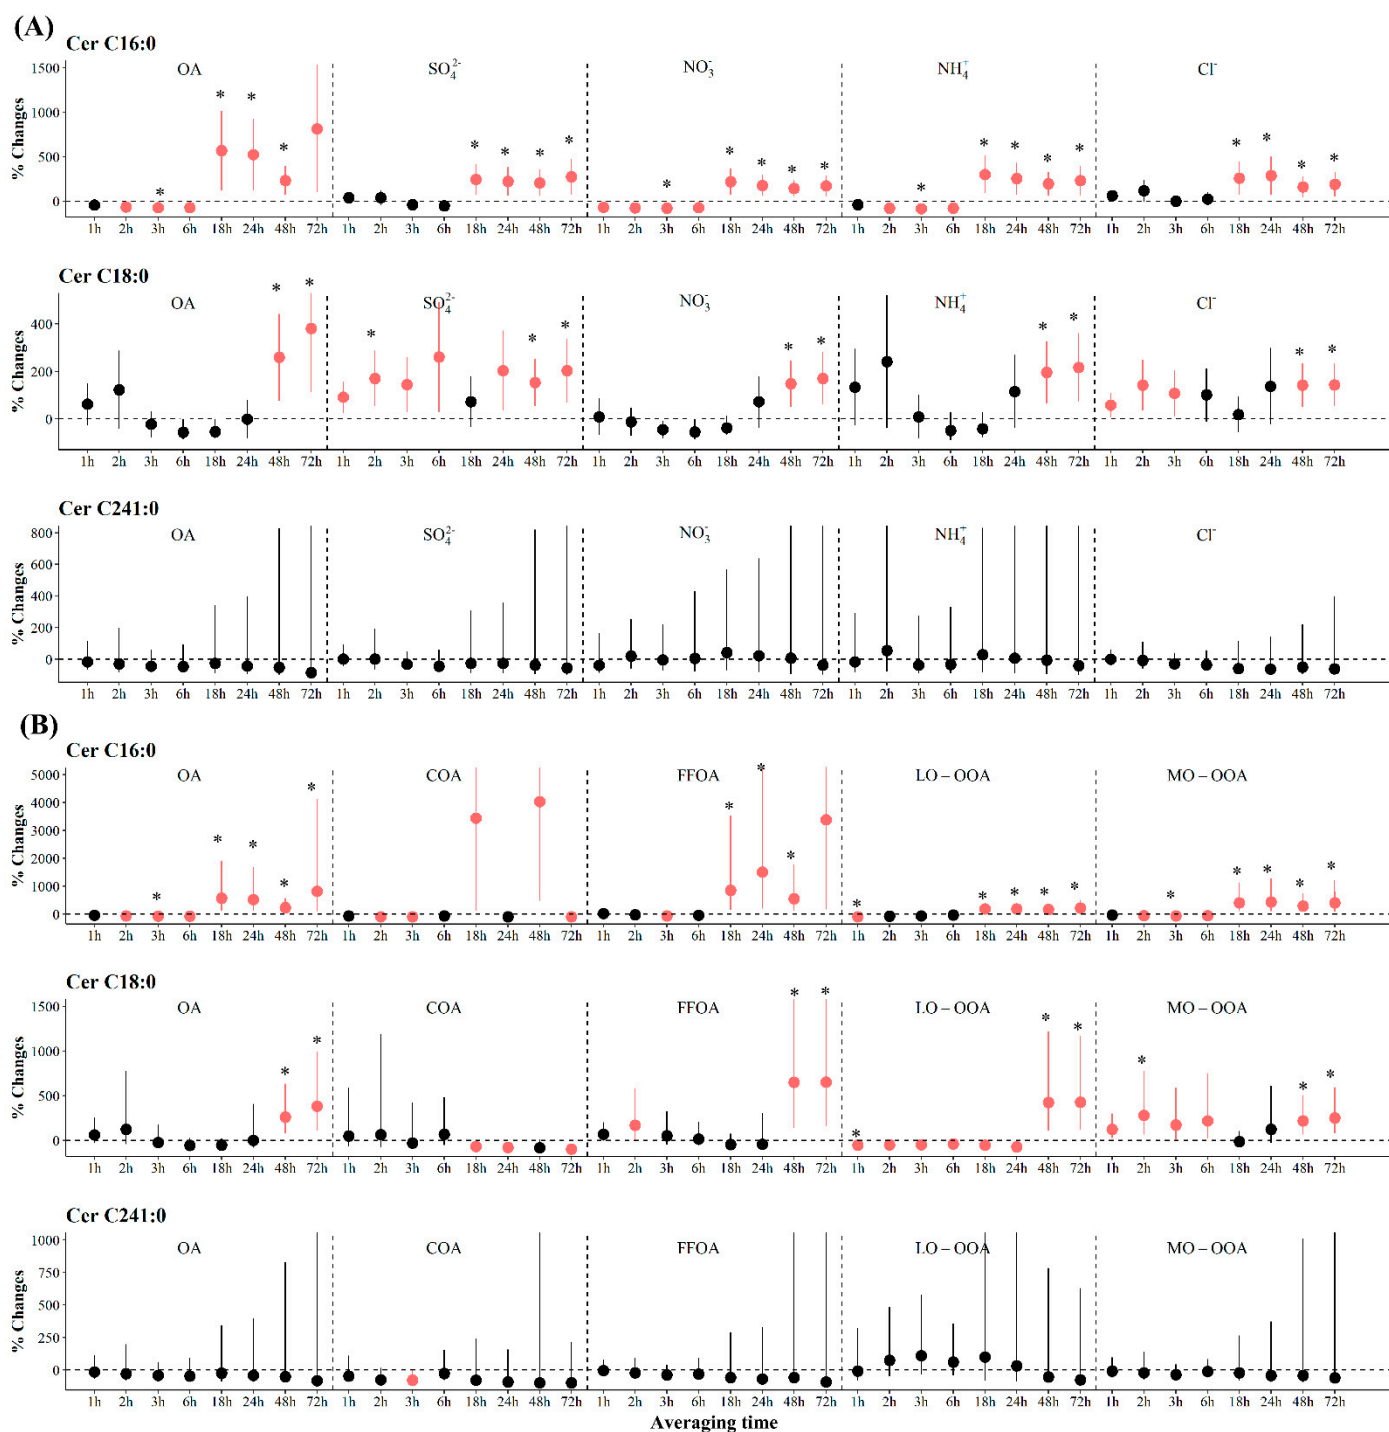 (A)
Cer C16:0
OA SO₄²⁻ NO₃⁻ NH₄⁺ Cl⁻
1500
1000
500
0
% Changes
1h 2h 3h 6h 18h 24h 48h 72h 1h 2h 3h 6h 18h 24h 48h 72h 1h 2h 3h 6h 18h 24h 48h 72h 1h 2h 3h 6h 18h 24h 48h 72h 1h 2h 3h 6h 18h 24h 48h 72h
Cer C18:0
OA SO₄²⁻ NO₃⁻ NH₄⁺ Cl⁻
400
200
0
% Changes
1h 2h 3h 6h 18h 24h 48h 72h 1h 2h 3h 6h 18h 24h 48h 72h 1h 2h 3h 6h 18h 24h 48h 72h 1h 2h 3h 6h 18h 24h 48h 72h 1h 2h 3h 6h 18h 24h 48h 72h
Cer C241:0
OA SO₄²⁻ NO₃⁻ NH₄⁺ Cl⁻
800
600
400
200
0
% Changes
1h 2h 3h 6h 18h 24h 48h 72h 1h 2h 3h 6h 18h 24h 48h 72h 1h 2h 3h 6h 18h 24h 48h 72h 1h 2h 3h 6h 18h 24h 48h 72h 1h 2h 3h 6h 18h 24h 48h 72h
(B)
Cer C16:0
OA COA FFOA LO – OOA MO – OOA
5000
4000
3000
2000
1000
0
% Changes
1h 2h 3h 6h 18h 24h 48h 72h 1h 2h 3h 6h 18h 24h 48h 72h 1h 2h 3h 6h 18h 24h 48h 72h 1h 2h 3h 6h 18h 24h 48h 72h 1h 2h 3h 6h 18h 24h 48h 72h
Cer C18:0
OA COA FFOA LO – OOA MO – OOA
1500
1000
500
0
% Changes
1h 2h 3h 6h 18h 24h 48h 72h 1h 2h 3h 6h 18h 24h 48h 72h 1h 2h 3h 6h 18h 24h 48h 72h 1h 2h 3h 6h 18h 24h 48h 72h 1h 2h 3h 6h 18h 24h 48h 72h
Cer C241:0
OA COA FFOA LO – OOA MO – OOA
1000
750
500
250
0
% Changes
1h 2h 3h 6h 18h 24h 48h 72h 1h 2h 3h 6h 18h 24h 48h 72h 1h 2h 3h 6h 18h 24h 48h 72h 1h 2h 3h 6h 18h 24h 48h 72h 1h 2h 3h 6h 18h 24h 48h 72h
Averaging time